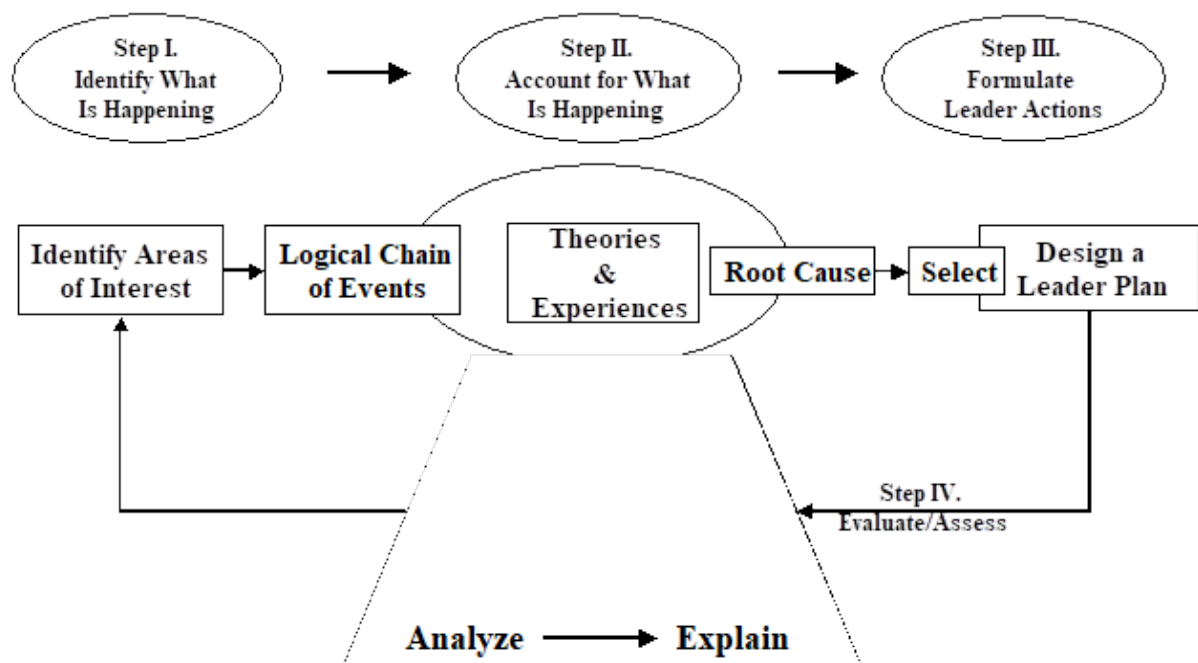 Step I.
Identify What
Is Happening
Step II.
Account for What
Is Happening
Step III.
Formulate
Leader Actions
Identify Areas
of Interest
Logical Chain
of Events
Theories
&
Experiences
Root Cause
Select
Design a
Leader Plan
Step IV.
Evaluate/Assess
Analyze
Explain